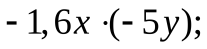 - 1,6x ·(- 5y);